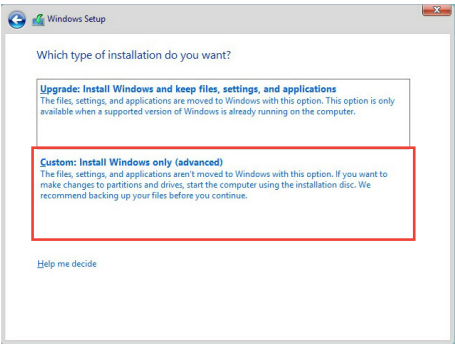 Windows Setup
Which type of installation do you want?
Upgrade: Install Windows and keep files, settings, and applications
The files, settings, and applications are moved to Windows with this option. This option is only
available when a supported version of Windows is already running on the computer.
Custom: Install Windows only (advanced)
The files, settings, and applications aren't moved to Windows with this option. If you want to
make changes to partitions and drives, start the computer using the installation disc. We
recommend backing up your files before you continue.
Help me decide